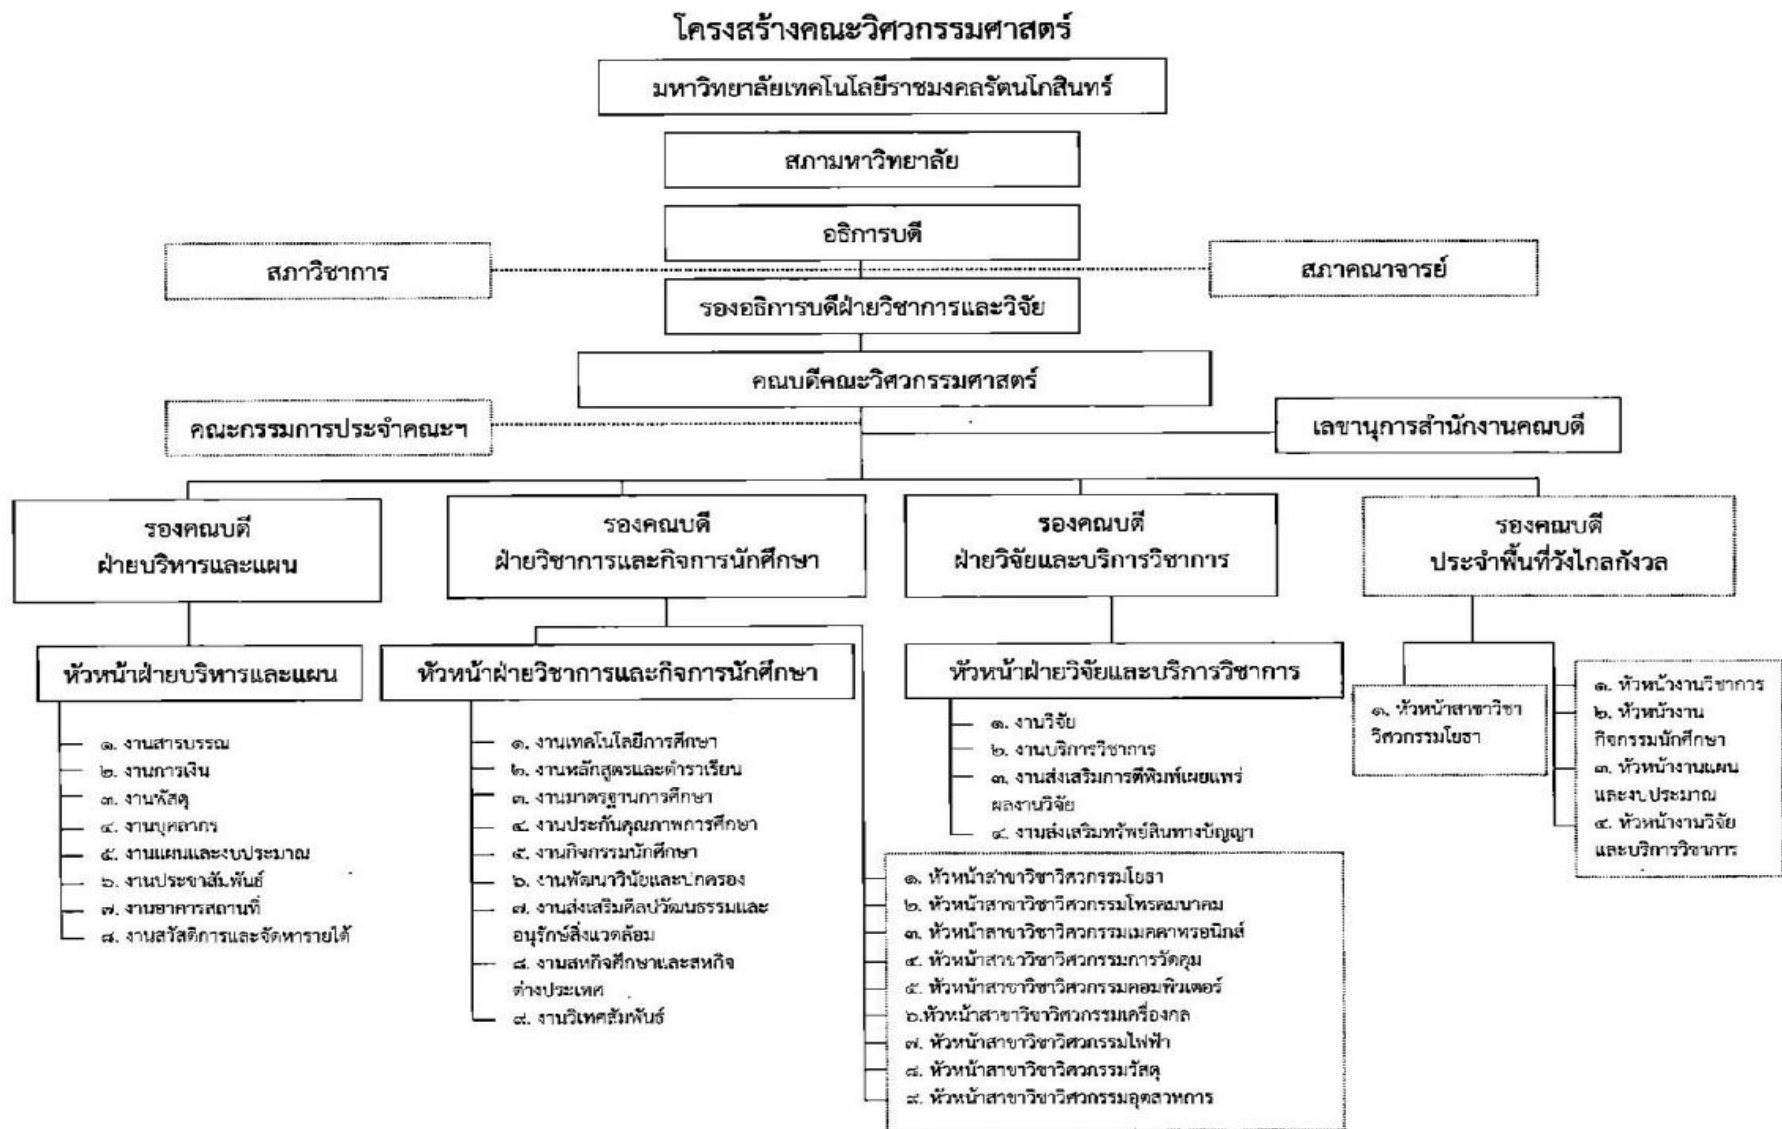 โครงสร้างคณะวิศวกรรมศาสตร์
มหาวิทยาลัยเทคโนโลยีราชมงคลรัตนโกสินทร์
สภามหาวิทยาลัย
อธิการบดี
สภาวิชาการ
สภาคณาจารย์
รองอธิการบดีฝ่ายวิชาการและวิจัย
คณบดีคณะวิศวกรรมศาสตร์
คณะกรรมการประจำคณะฯ
เลขานุการสำนักงานคณบดี
รองคณบดี
ฝ่ายบริหารและแผน
รองคณบดี
ฝ่ายวิชาการและกิจการนักศึกษา
รองคณบดี
ฝ่ายวิจัยและบริการวิชาการ
รองคณบดี
ประจำพื้นที่วังไกลกังวล
หัวหน้าฝ่ายบริหารและแผน
๑. งานสารบรรณ
๒. งานการเงิน
๓. งานพัสดุ
๔. งานบุคลากร
๕. งานแผนและงบประมาณ
๖. งานประชาสัมพันธ์
๗. งานอาคารสถานที่
๘. งานสวัสดิการและจัดหารายได้
หัวหน้าฝ่ายวิชาการและกิจการนักศึกษา
๑. งานเทคโนโลยีการศึกษา
๒. งานหลักสูตรและตำราเรียน
๓. งานมาตรฐานการศึกษา
๔. งานประกันคุณภาพการศึกษา
๕. งานกิจกรรมนักศึกษา
๖. งานพัฒนาวินัยและปกครอง
๗. งานส่งเสริมศิลปวัฒนธรรมและ
อนุรักษ์สิ่งแวดล้อม
๘. งานสหกิจศึกษาและสหกิจ
ต่างประเทศ
๙. งานวิเทศสัมพันธ์
หัวหน้าฝ่ายวิจัยและบริการวิชาการ
๑. งานวิจัย
๒. งานบริการวิชาการ
๓. งานส่งเสริมการตีพิมพ์เผยแพร่
ผลงานวิจัย
๔. งานส่งเสริมทรัพย์สินทางปัญญา
๑. หัวหน้าสาขาวิชาวิศวกรรมโยธา
๒. หัวหน้าสาขาวิชาวิศวกรรมโทรคมนาคม
๓. หัวหน้าสาขาวิชาวิศวกรรมเมคคาทรอนิกส์
๔. หัวหน้าสาขาวิชาวิศวกรรมการวัดคุม
๕. หัวหน้าสาขาวิชาวิศวกรรมคอมพิวเตอร์
๖.หัวหน้าสาขาวิชาวิศวกรรมเครื่องกล
๗. หัวหน้าสาขาวิชาวิศวกรรมไฟฟ้า
๘. หัวหน้าสาขาวิชาวิศวกรรมวัสดุ
๙. หัวหน้าสาขาวิชาวิศวกรรมอุตสาหการ
๑. หัวหน้าสาขาวิชา
วิศวกรรมโยธา
๑. หัวหน้างานวิชาการ
๒. หัวหน้างาน
กิจกรรมนักศึกษา
๓. หัวหน้างานแผน
และงบประมาณ
๔. หัวหน้างานวิจัย
และบริการวิชาการ